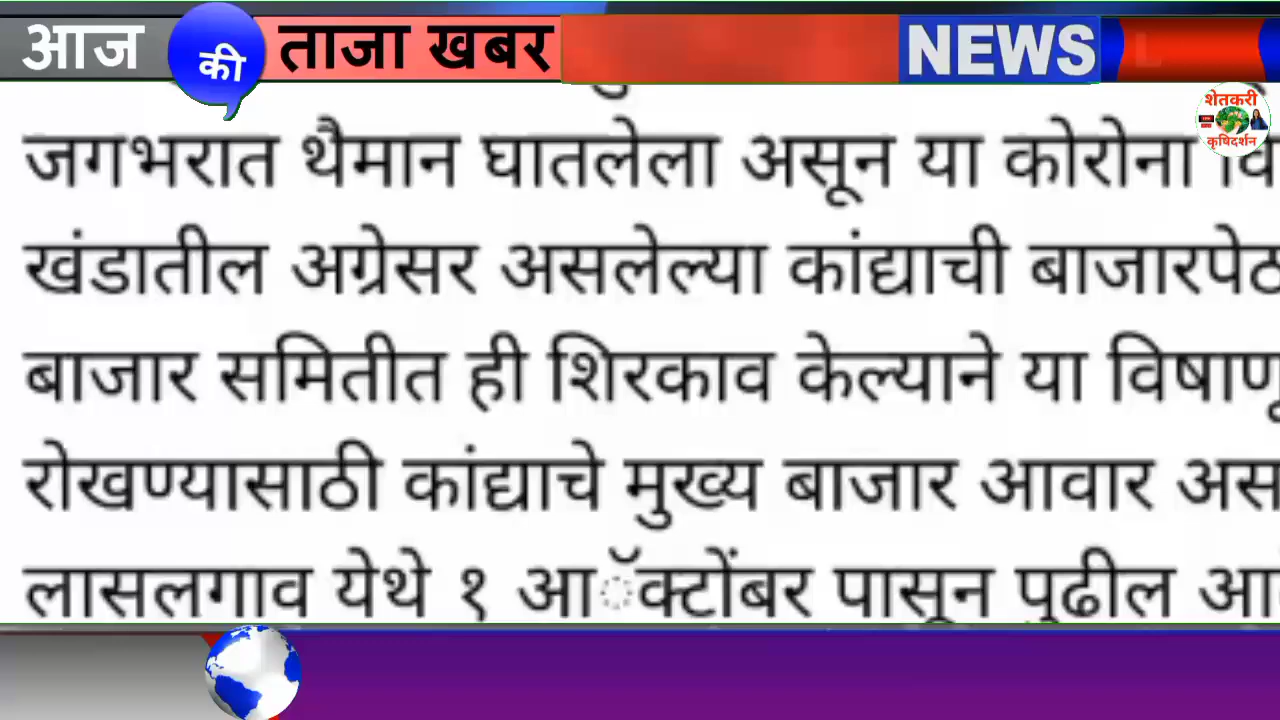 आज की ताजा खबर NEWS
शेतकरी
कृषिदर्शन
जगभरात थैमान घातलेला असून या कोरोना
खंडातील अग्रेसर असलेल्या कांद्याची बाजारपेठ
बाजार समितीत ही शिरकाव केल्याने या विषाणू
रोखण्यासाठी कांद्याचे मुख्य बाजार आवार अस
लासलगाव येथे १ आॅक्टोंबर पासून पुढील